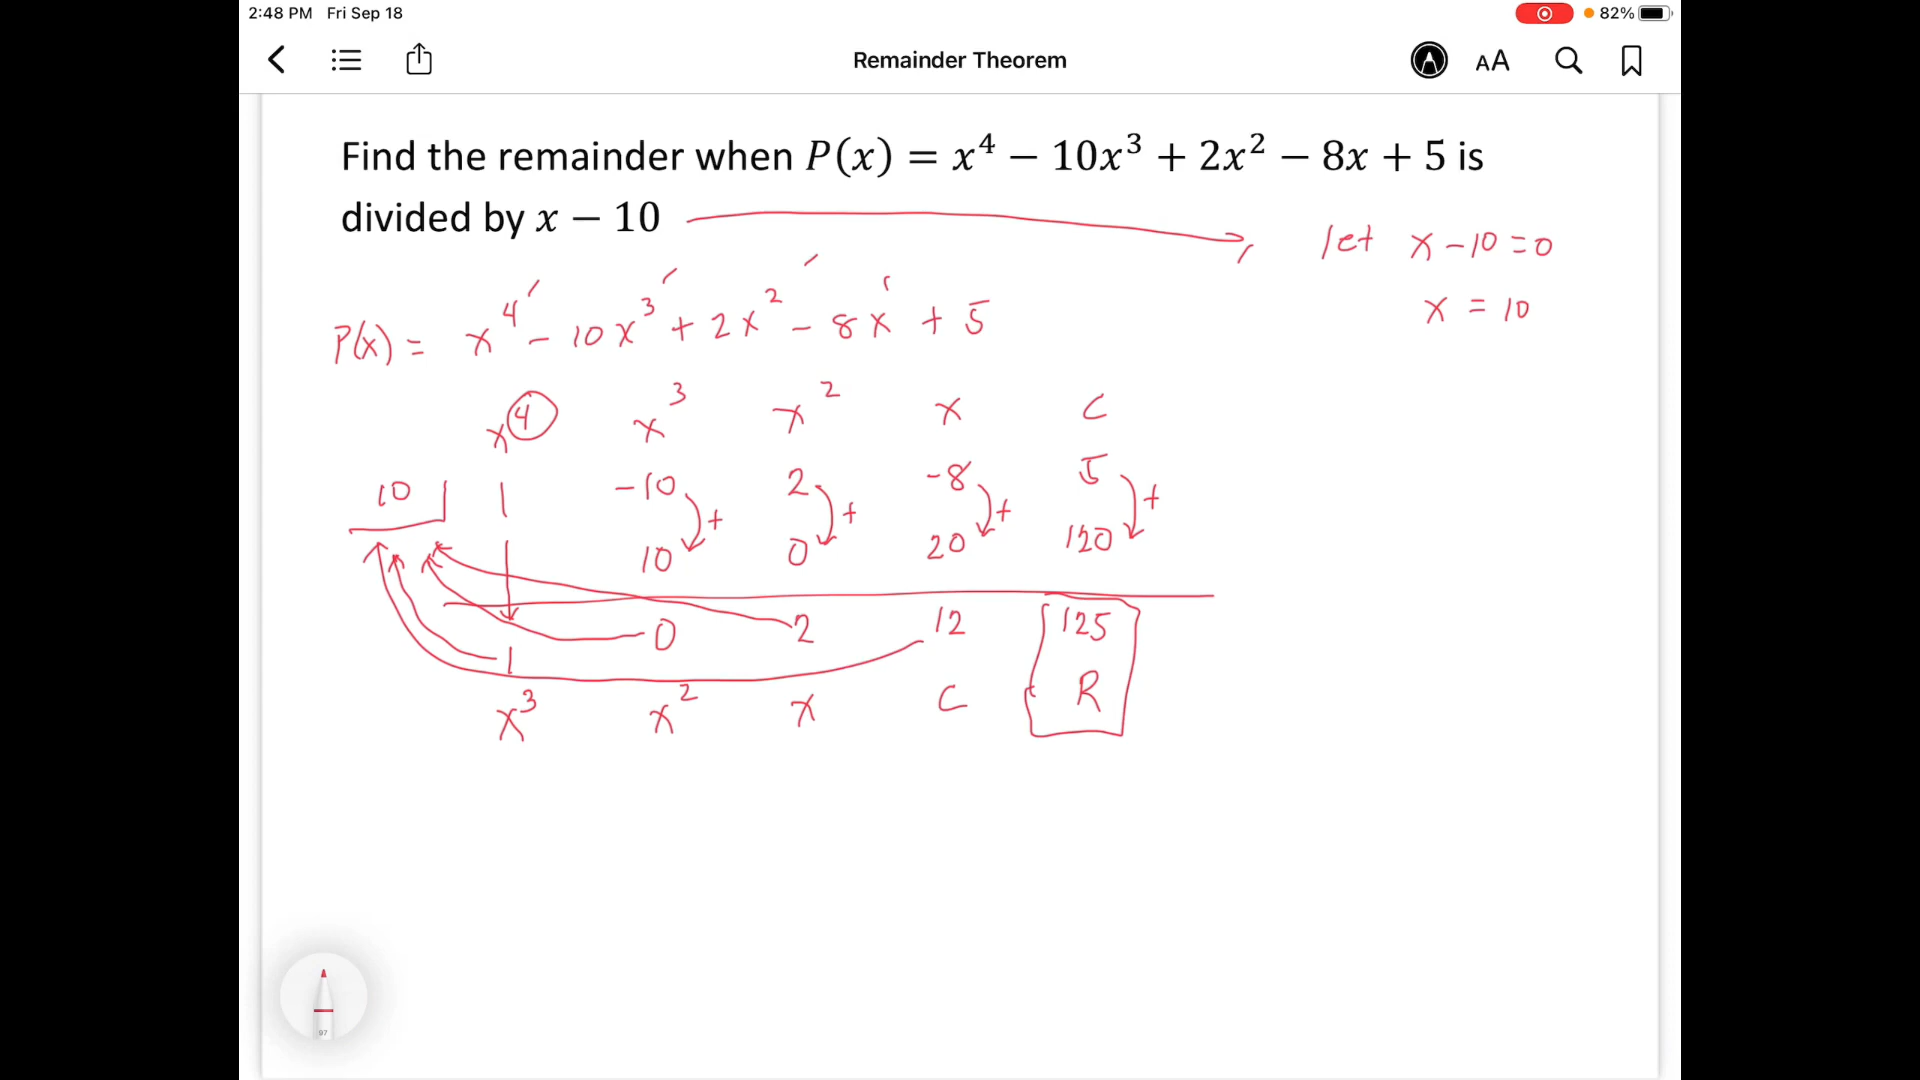 2:48 PM Fri Sep 18 82%
Remainder Theorem
AA
Find the remainder when P(x) = x⁴ − 10x³ + 2x² − 8x + 5 is
divided by x − 10
let x − 10 = 0
x = 10
P(x) = x⁴ − 10x³ + 2x² − 8x + 5
x⁴ x³ x² x C
10 | 1 −10 2 −8 5
+ + + +
10 0 20 120
1 0 2 12 125
x³ x² x C R
97